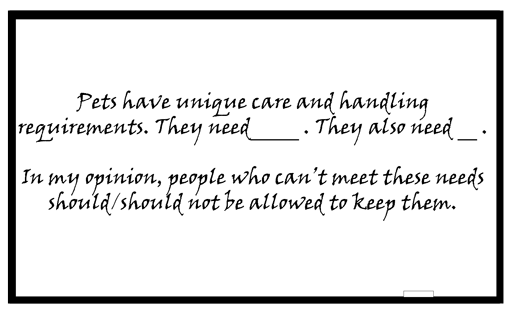 Pets have unique care and handling
requirements. They need_____ . They also need __ .
In my opinion, people who can't meet these needs
should/should not be allowed to keep them.